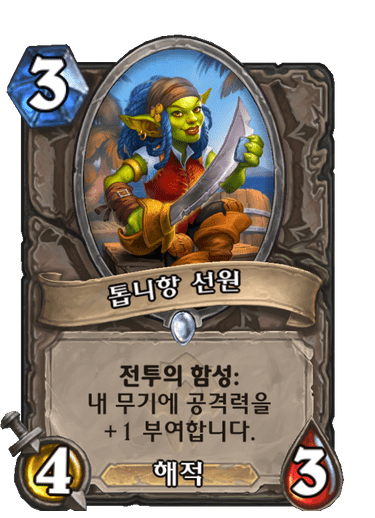 3
톱니항 선원
전투의 함성:
내 무기에 공격력을
+1 부여합니다.
4
해적
3